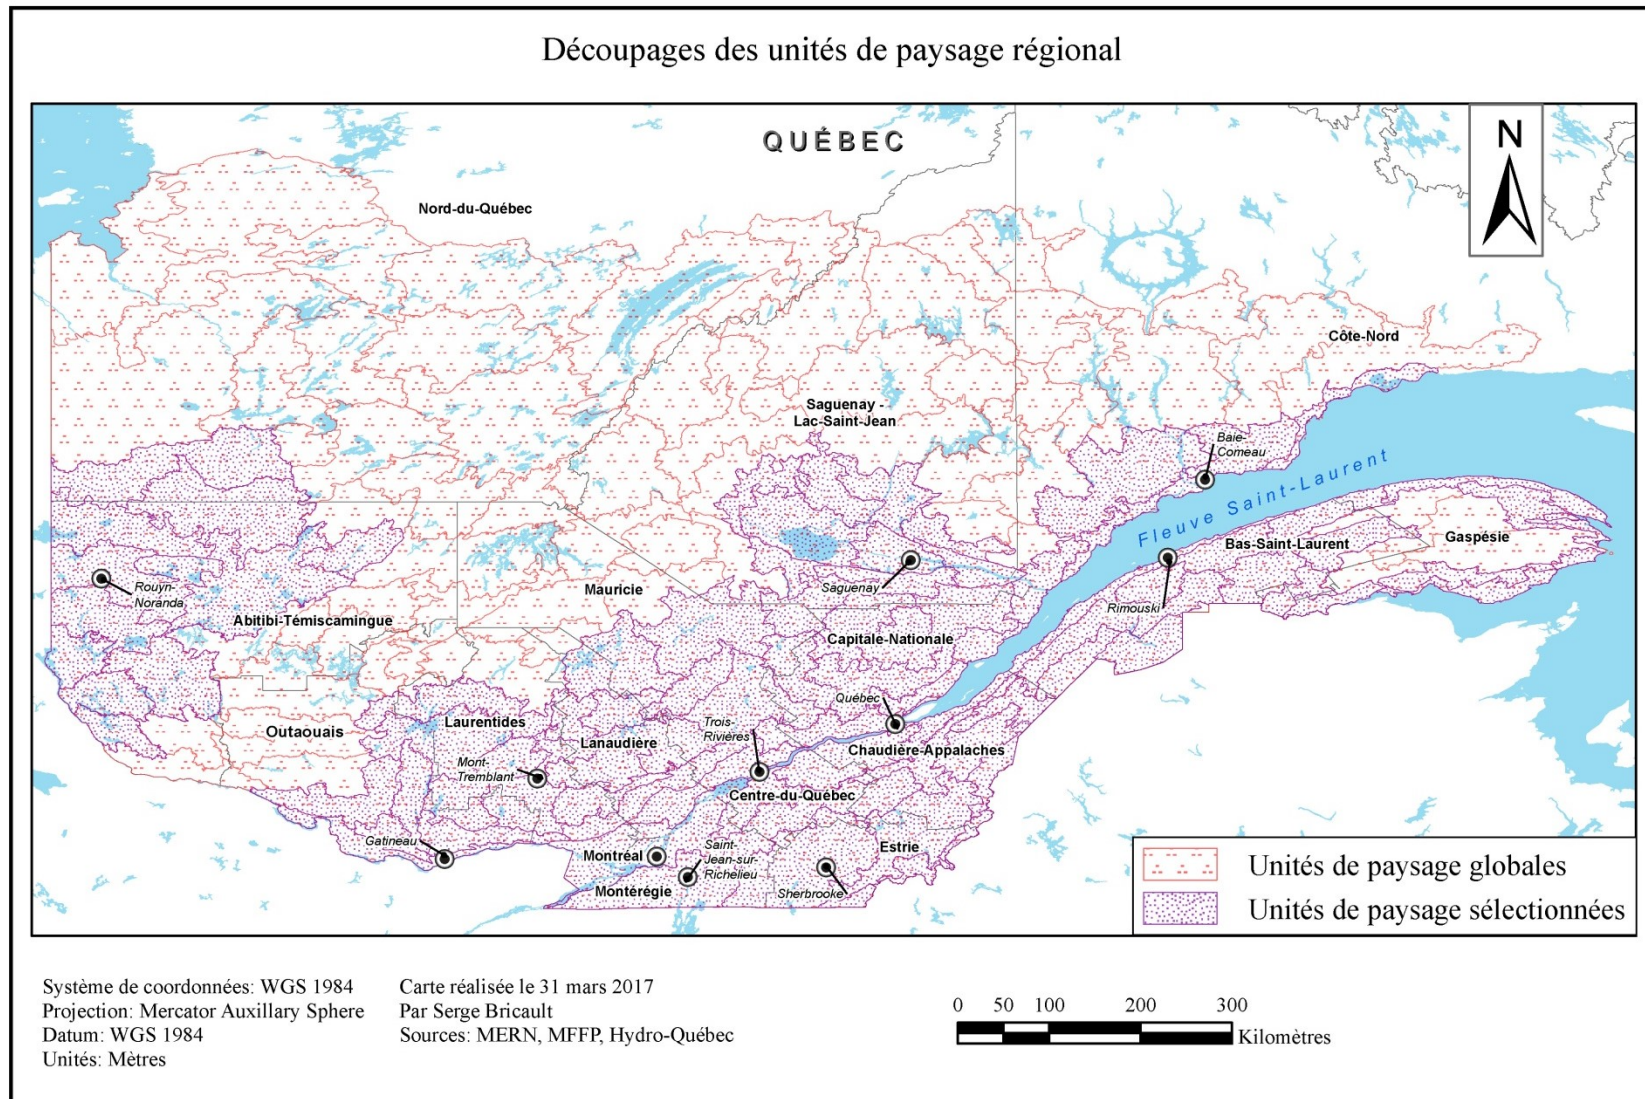 Découpages des unités de paysage régional
QUÉBEC
N
Nord-du-Québec
Côte-Nord
Saguenay -
Lac-Saint-Jean
Baie-
Comeau
Fleuve Saint-Laurent
Bas-Saint-Laurent
Gaspésie
Rouyn-
Noranda
Saguenay
Mauricie
Rimouski
Abitibi-Témiscamingue
Capitale-Nationale
Québec
Laurentides
Trois-
Rivières
Outaouais
Lanaudière
Chaudière-Appalaches
Mont-
Tremblant
Centre-du-Québec
Gatineau
Montréal
Saint-
Jean-sur-
Richelieu
Estrie
Montérégie
Sherbrooke
Unités de paysage globales
Unités de paysage sélectionnées
Système de coordonnées: WGS 1984
Projection: Mercator Auxillary Sphere
Datum: WGS 1984
Unités: Mètres
Carte réalisée le 31 mars 2017
Par Serge Bricault
Sources: MERN, MFFP, Hydro-Québec
0 50 100 200 300
Kilomètres